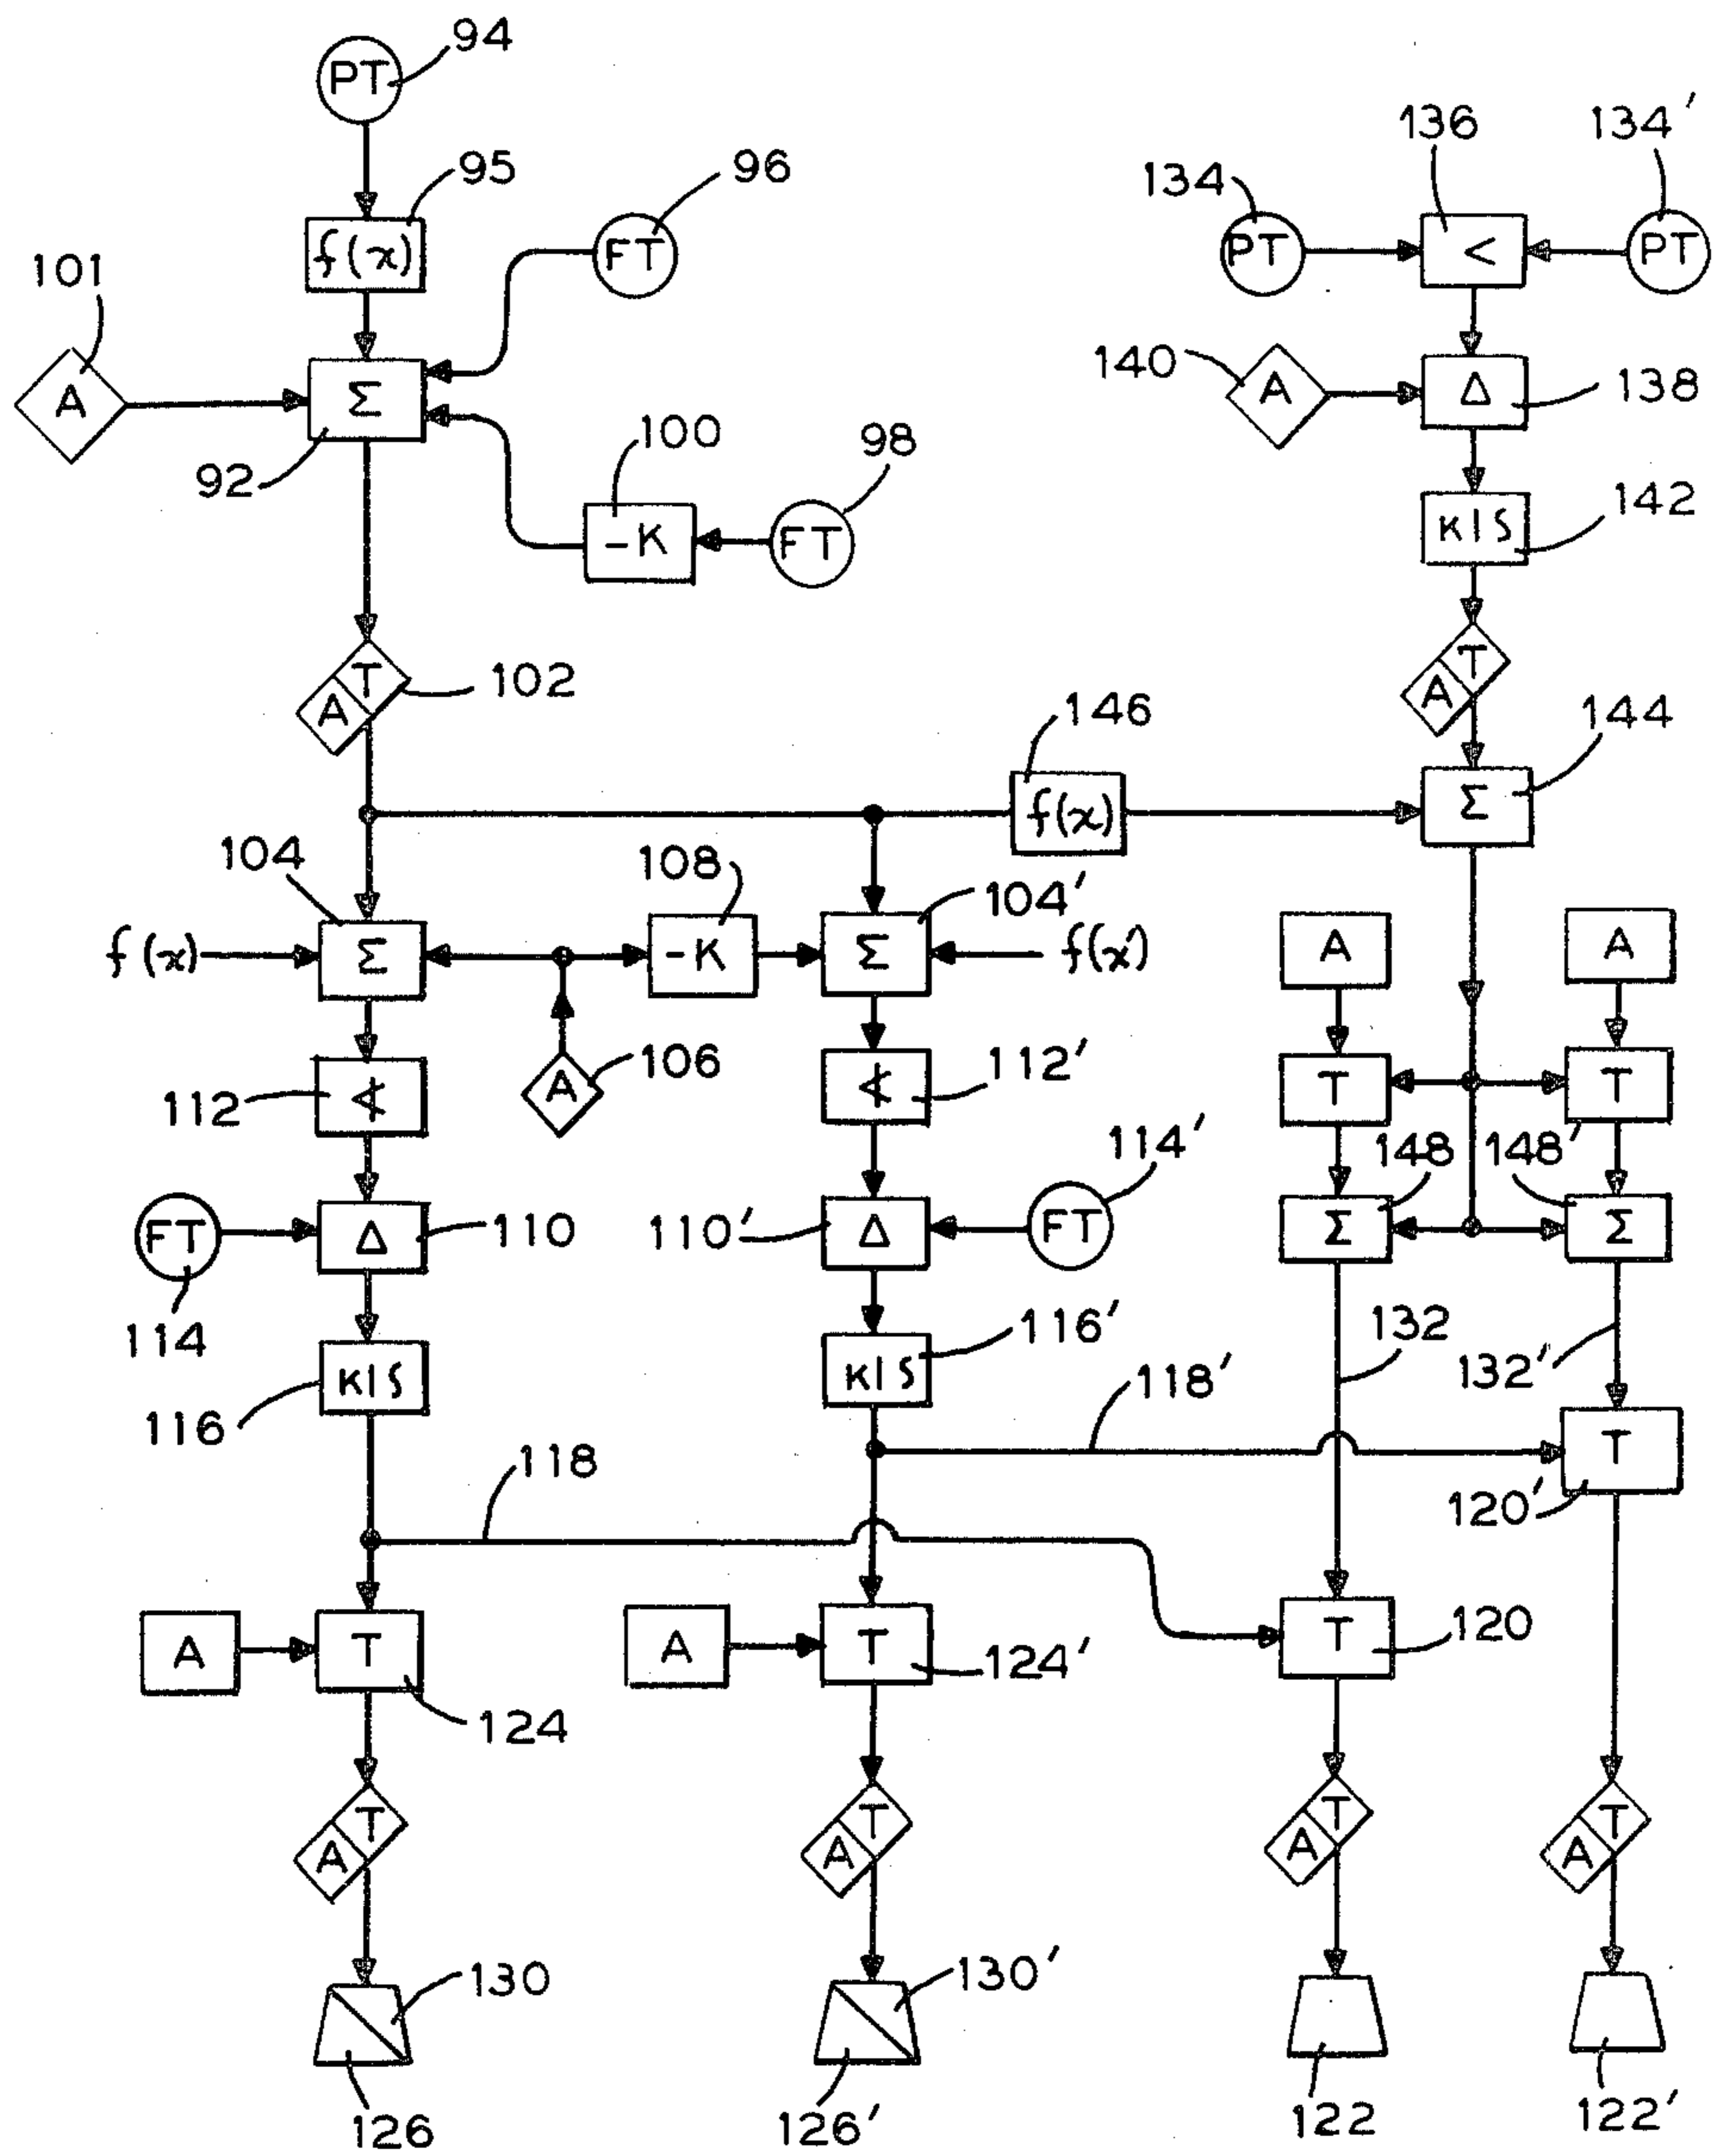 94
PT
136
134'
95
96
134
f(x)
FT
PT
<
PT
101
140
A
Δ
138
A
Σ
100
98
92
-K
FT
K∫S
142
T
A
102
T
A
146
144
f(x)
Σ
104
108
104'
A
A
f(x)
Σ
-K
Σ
f(x)
106
112'
112
∢
A
∢
T
T
114'
148
148'
FT
Δ
110
110'
Δ
FT
Σ
Σ
114
116'
132
132'
K∫S
K∫S
118'
116
T
118
120'
A
T
A
T
124'
T
120
124
T
A
T
A
T
A
T
A
130
130'
126
126'
122
122'